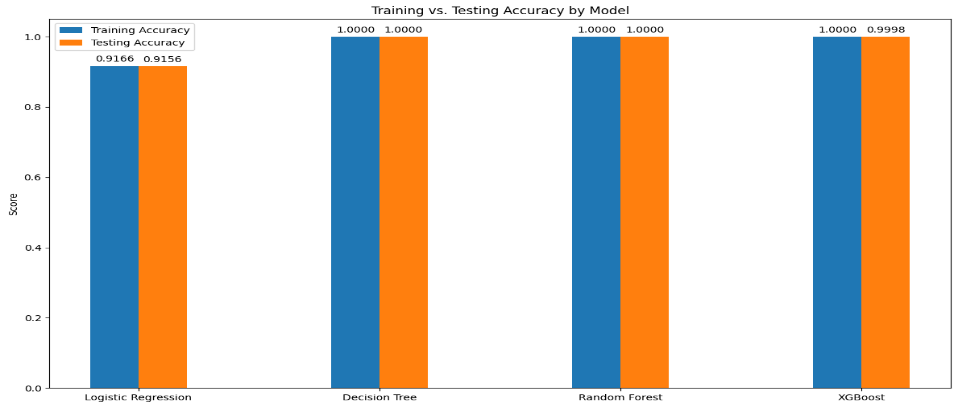 Training vs. Testing Accuracy by Model
Training Accuracy
Testing Accuracy
0.9166 0.9156
1.0000 1.0000
1.0000 1.0000
1.0000 0.9998
Score
1.0
0.8
0.6
0.4
0.2
0.0
Logistic Regression
Decision Tree
Random Forest
XGBoost